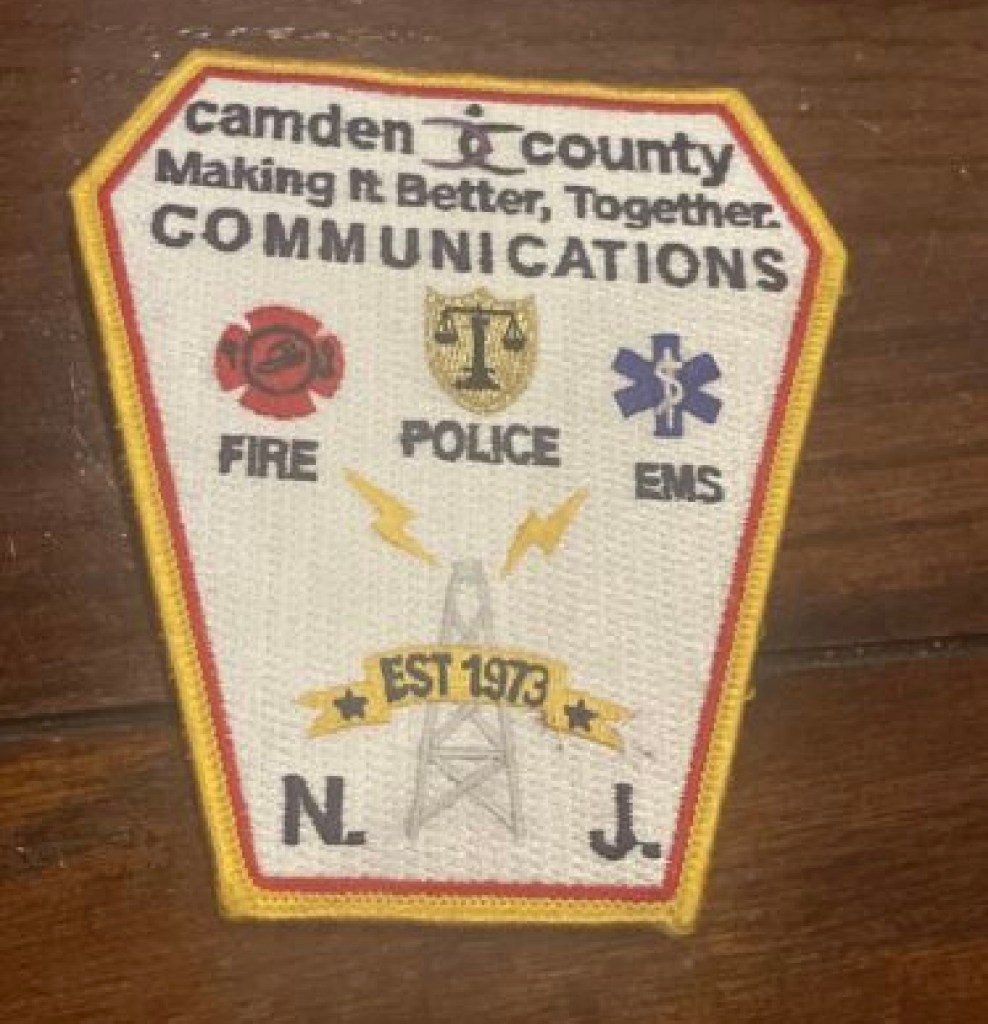 camden county
Making It Better, Together.
COMMUNICATIONS
FIRE
POLICE
EMS
EST 1973
N. J.